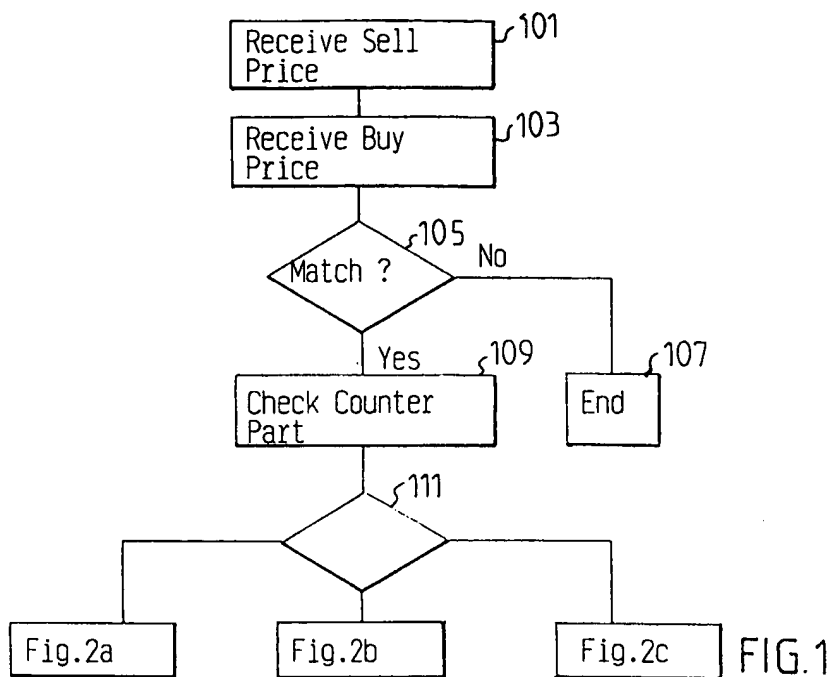 101
Receive Sell
Price
103
Receive Buy
Price
105
Match ?
No
Yes
109
107
Check Counter
Part
End
111
Fig.2a
Fig.2b
Fig.2c
FIG.1